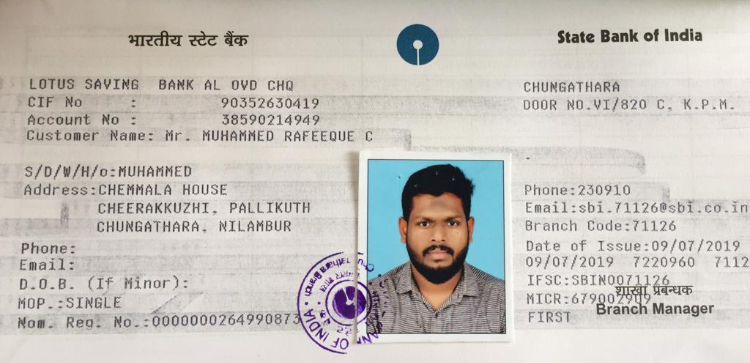 भारतीय स्टेट बैंक
State Bank of India
LOTUS SAVING BANK AL OVD CHQ
CIF No : 90352630419
Account No : 38590214949
Customer Name: Mr. MUHAMMED RAFEEQUE C
S/D/W/H/o:MUHAMMED
Address:CHEMMALA HOUSE
CHEERAKKUZHI, PALLIKUTH
CHUNGATHARA, NILAMBUR
Phone:
Email:
D.O.B. (If Minor):
MOP.:SINGLE
Nom. Reg. No.:0000000264990873
CHUNGATHARA
DOOR NO.VI/820 C, K.P.M.
Phone:230910
Email:sbi.71126@sbi.co.in
Branch Code:71126
Date of Issue:09/07/2019
09/07/2019 7220960 7112
IFSC:SBIN0071126
शाखा प्रबन्धक
MICR:679002909
Branch Manager
FIRST
OF INDIA